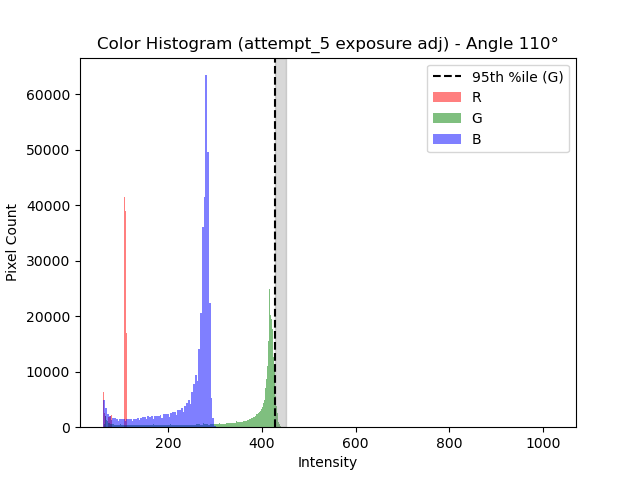 Color Histogram (attempt_5 exposure adj) - Angle 110°
95th %ile (G)
R
G
B
60000
50000
40000
30000
20000
10000
0
Pixel Count
200
400
600
800
1000
Intensity